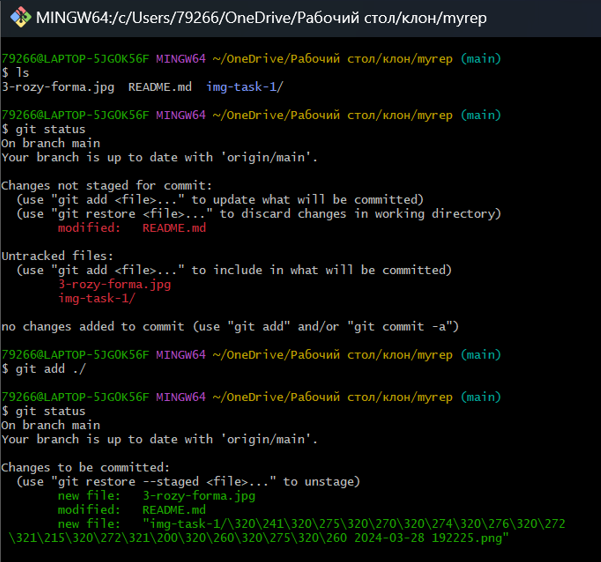 MINGW64:/c/Users/79266/OneDrive/Рабочий стол/клон/myrep
79266@LAPTOP-5JGOK56F MINGW64 ~/OneDrive/Рабочий стол/клон/myrep (main)
$ ls
3-rozy-forma.jpg  README.md  img-task-1/
79266@LAPTOP-5JGOK56F MINGW64 ~/OneDrive/Рабочий стол/клон/myrep (main)
$ git status
On branch main
Your branch is up to date with 'origin/main'.
Changes not staged for commit:
  (use "git add <file>..." to update what will be committed)
  (use "git restore <file>..." to discard changes in working directory)
        modified:   README.md
Untracked files:
  (use "git add <file>..." to include in what will be committed)
        3-rozy-forma.jpg
        img-task-1/
no changes added to commit (use "git add" and/or "git commit -a")
79266@LAPTOP-5JGOK56F MINGW64 ~/OneDrive/Рабочий стол/клон/myrep (main)
$ git add ./
79266@LAPTOP-5JGOK56F MINGW64 ~/OneDrive/Рабочий стол/клон/myrep (main)
$ git status
On branch main
Your branch is up to date with 'origin/main'.
Changes to be committed:
  (use "git restore --staged <file>..." to unstage)
        new file:   3-rozy-forma.jpg
        modified:   README.md
        new file:   "img-task-1/\320\241\320\275\320\270\320\274\320\276\320\272
\321\215\320\272\321\200\320\260\320\275\320\260 2024-03-28 192225.png"